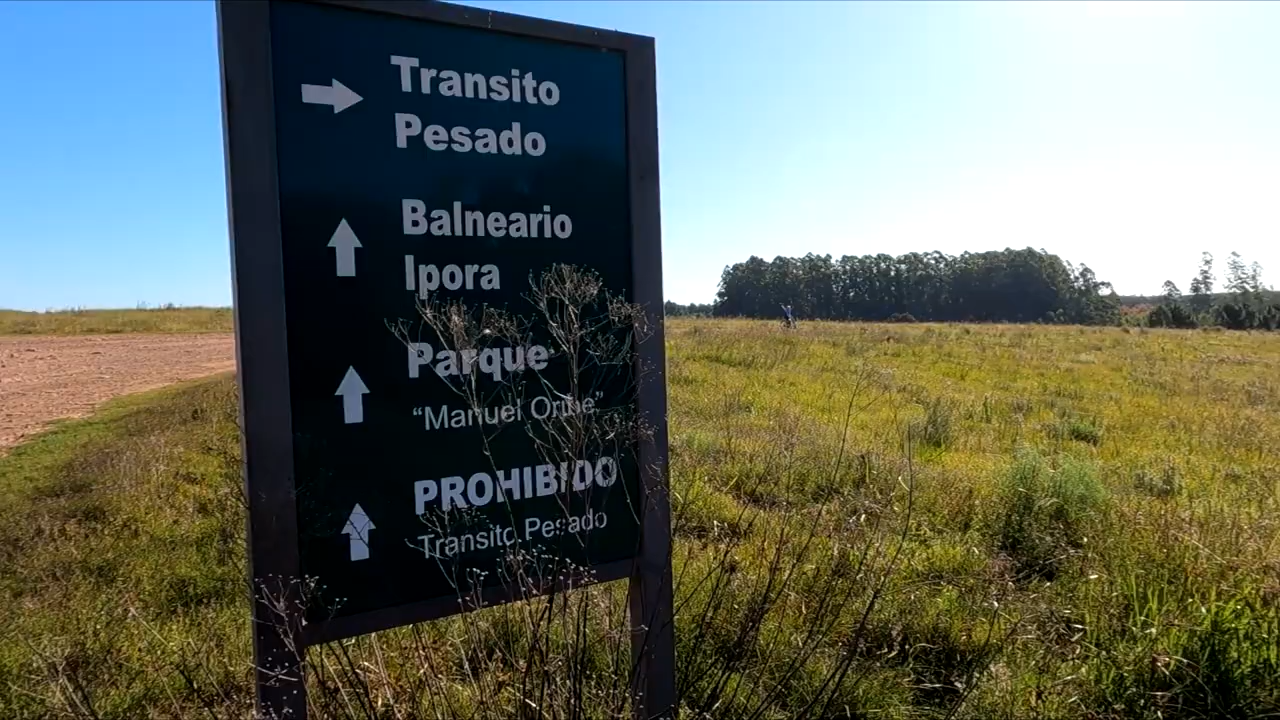 Transito
Pesado
Balneario
Ipora
Parque
“Manuel Oribe”
PROHIBIDO
Transito Pesado